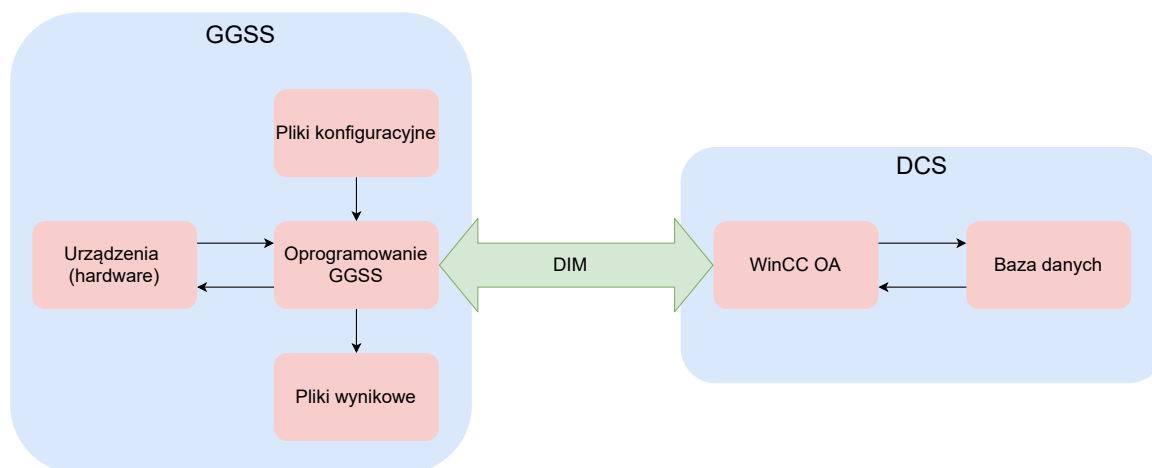 GGSS
Pliki konfiguracyjne
Urządzenia
(hardware)
Oprogramowanie
GGSS
Pliki wynikowe
DIM
DCS
WinCC OA
Baza danych